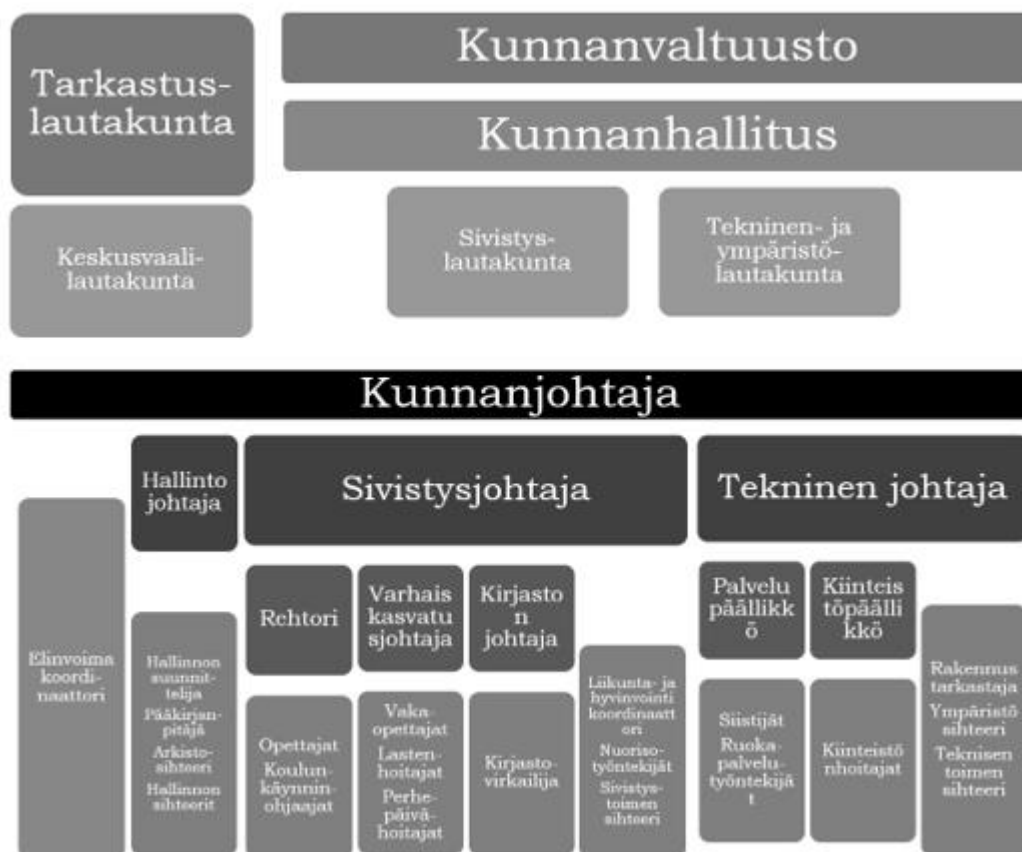 Tarkastus-
lautakunta
Kunnanvaltuusto
Kunnanhallitus
Keskusvaali-
lautakunta
Sivistys-
lautakunta
Tekninen- ja
ympäristö-
lautakunta
Kunnanjohtaja
Elinvoima
koordi-
naattori
Hallinto
johtaja
Hallinnon
suunnit-
telija
Pääkirjan-
pitäjä
Arkisto-
sihteeri
Hallinnon
sihteerit
Sivistysjohtaja
Rehtori
Opettajat
Koulun-
käynnin-
ohjaajat
Varhais
kasvatu
sjohtaja
Vaka-
opettajat
Lasten-
hoitajat
Perhe-
päivä-
hoitajat
Kirjasto
n
johtaja
Kirjasto-
virkailija
Liikunta- ja
hyvinvointi
koordinaatt
ori
Nuoriso-
työntekijät
Sivistys-
toimen
sihteeri
Tekninen johtaja
Palvelu
päällikk
ö
Siistijät
Ruoka-
palvelu-
työntekijä
t
Kiinteis
töpäälli
kkö
Kiinteistö
nhoitajat
Rakennus
tarkastaja
Ympäristö
sihteeri
Teknisen
toimen
sihteeri